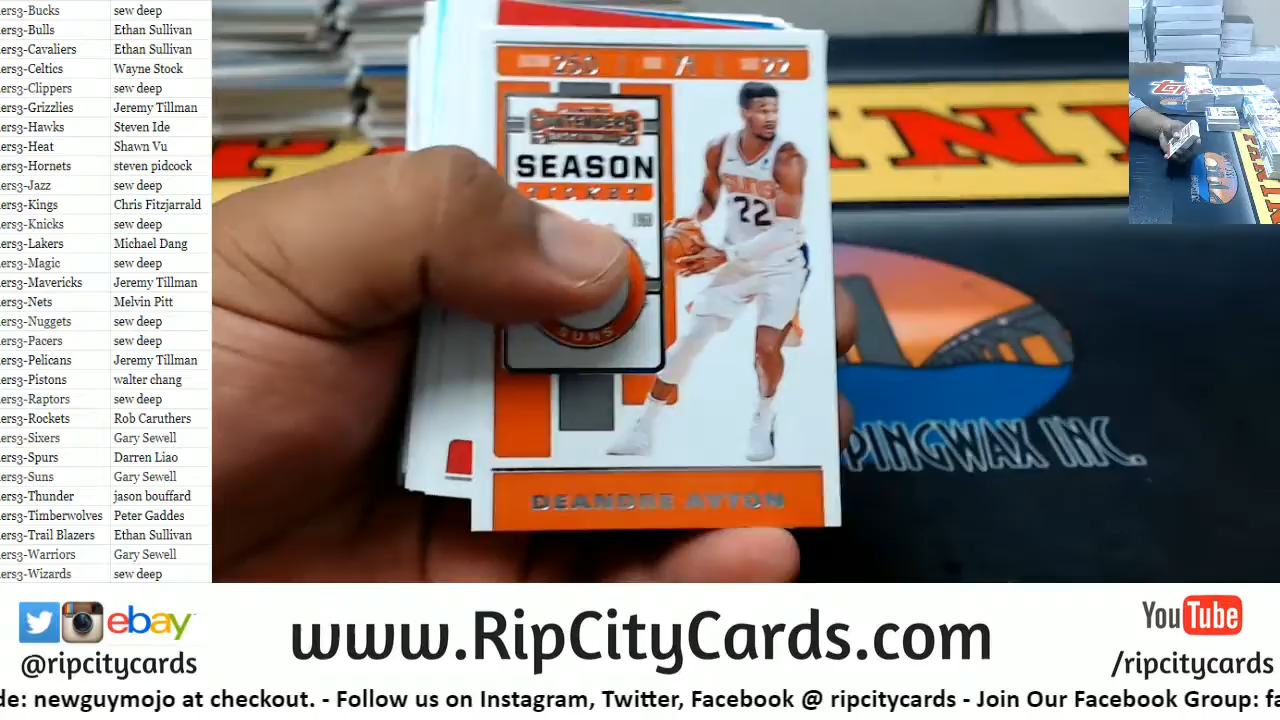 ers3-Bucks sew deep
ers3-Bulls Ethan Sullivan
ers3-Cavaliers Ethan Sullivan
ers3-Celtics Wayne Stock
ers3-Clippers sew deep
ers3-Grizzlies Jeremy Tillman
ers3-Hawks Steven Ide
ers3-Heat Shawn Vu
ers3-Hornets steven pidcock
ers3-Jazz sew deep
ers3-Kings Chris Fitzjarrald
ers3-Knicks sew deep
ers3-Lakers Michael Dang
ers3-Magic sew deep
ers3-Mavericks Jeremy Tillman
ers3-Nets Melvin Pitt
ers3-Nuggets sew deep
ers3-Pacers sew deep
ers3-Pelicans Jeremy Tillman
ers3-Pistons walter chang
ers3-Raptors sew deep
ers3-Rockets Rob Caruthers
ers3-Sixers Gary Sewell
ers3-Spurs Darren Liao
ers3-Suns Gary Sewell
ers3-Thunder jason bouffard
ers3-Timberwolves Peter Gaddes
ers3-Trail Blazers Ethan Sullivan
ers3-Warriors Gary Sewell
ers3-Wizards sew deep
250 71 22
CONTENDERS
SEASON
TICKET
SUNS
SUNS
22
DEANDRE AYTON
PINGWAX INC.
ebay
@ripcitycards
www.RipCityCards.com
YouTube
/ripcitycards
de: newguymojo at checkout. - Follow us on Instagram, Twitter, Facebook @ ripcitycards - Join Our Facebook Group: fa